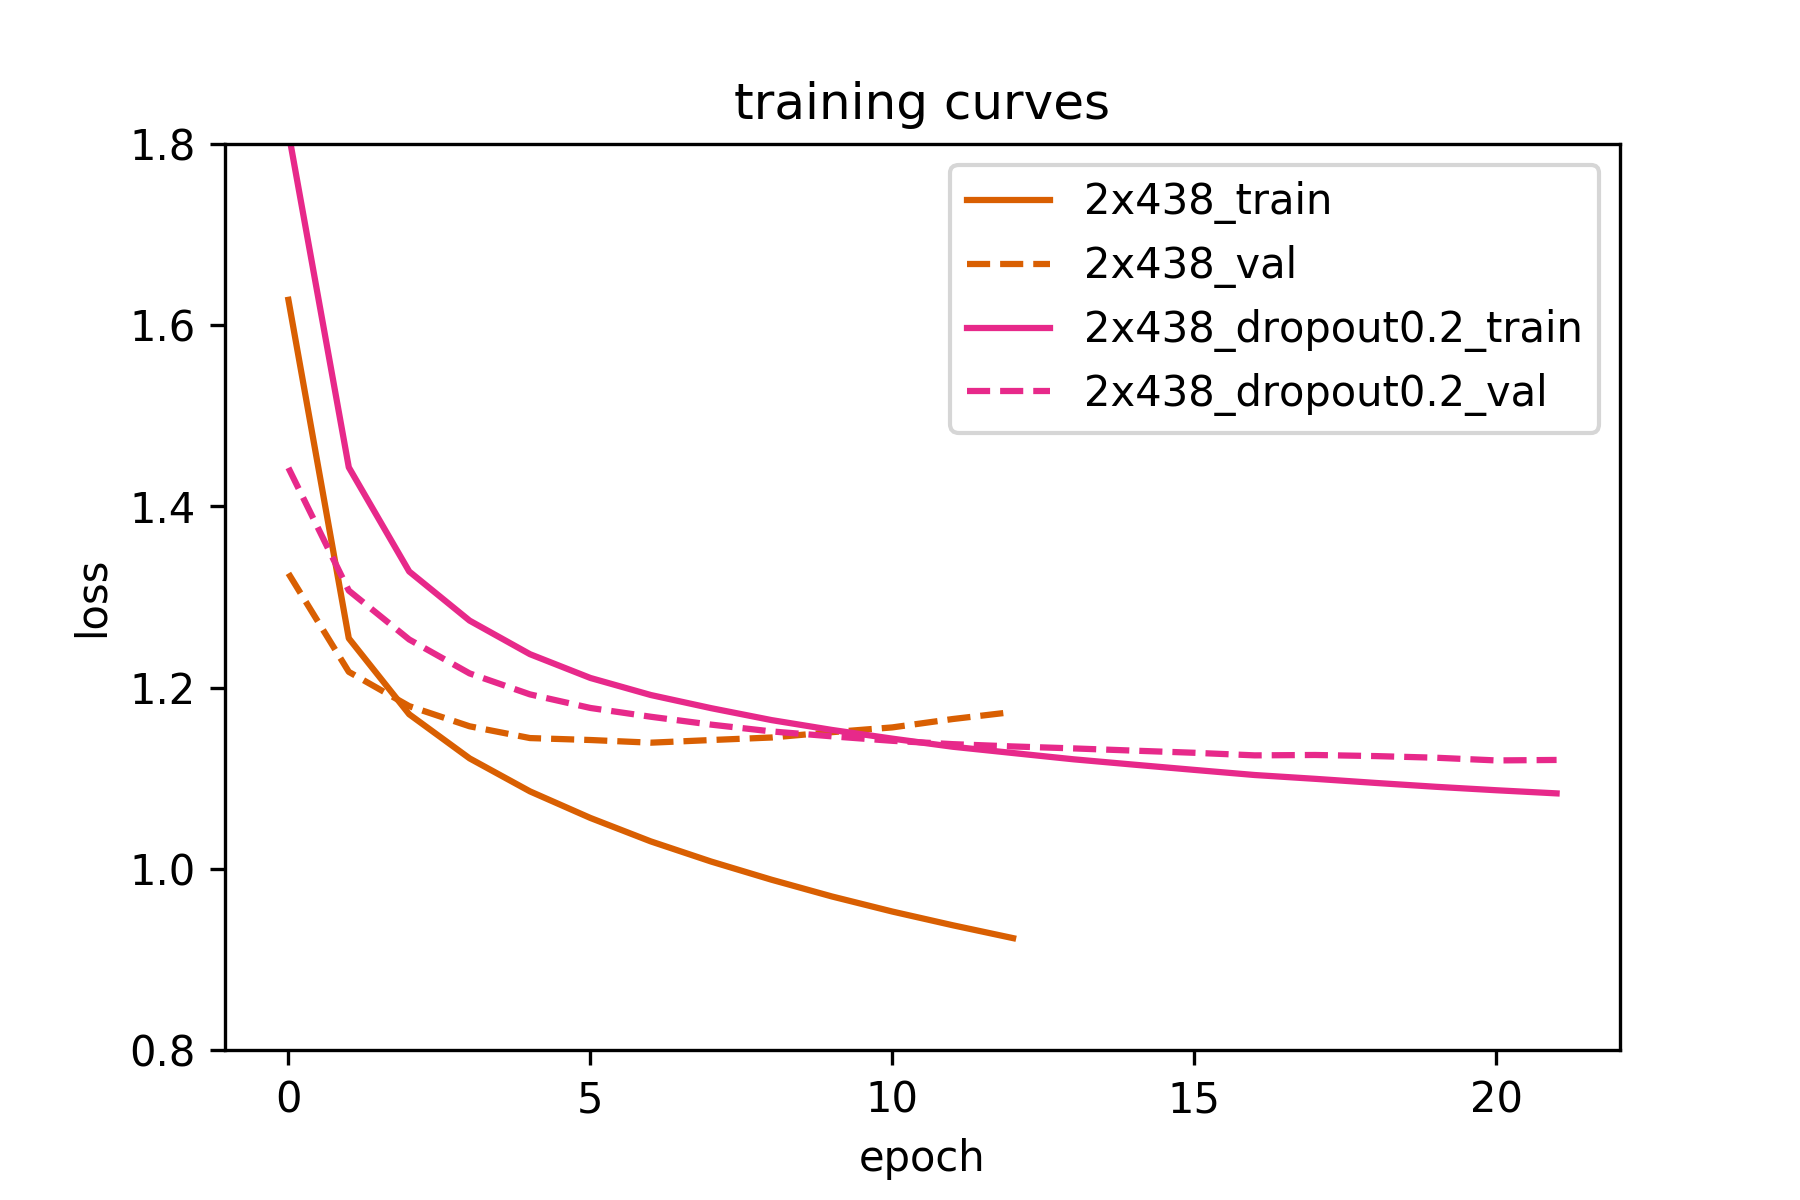 training curves
1.8
1.6
1.4
1.2
1.0
0.8
loss
2x438_train
2x438_val
2x438_dropout0.2_train
2x438_dropout0.2_val
0 5 10 15 20
epoch